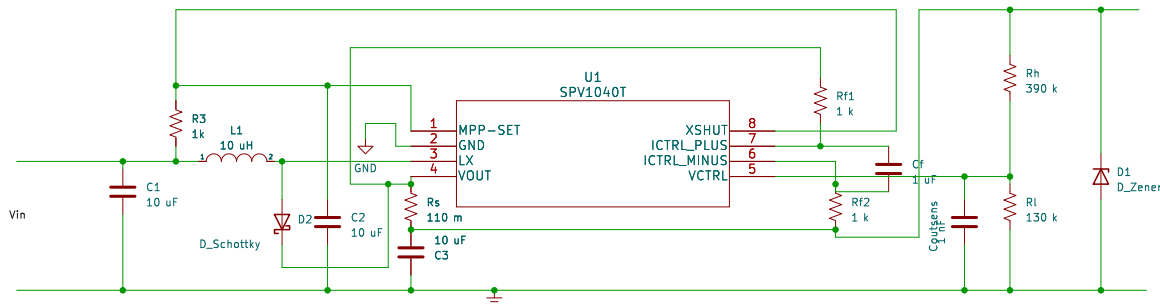 U1
SPV1040T
1 MPP-SET
2 GND
3 LX
4 VOUT
XSHUT 8
ICTRL_PLUS 7
ICTRL_MINUS 6
VCTRL 5
R3
1k
L1
10 uH
1 2
GND
C1
10 uF
Vin
D2
D_Schottky
C2
10 uF
Rs
110 m
10 uF
C3
Rf1
1 k
Cf
1 uF
Rf2
1 k
Coutsens
1 nF
Rh
390 k
Rl
130 k
D1
D_Zener